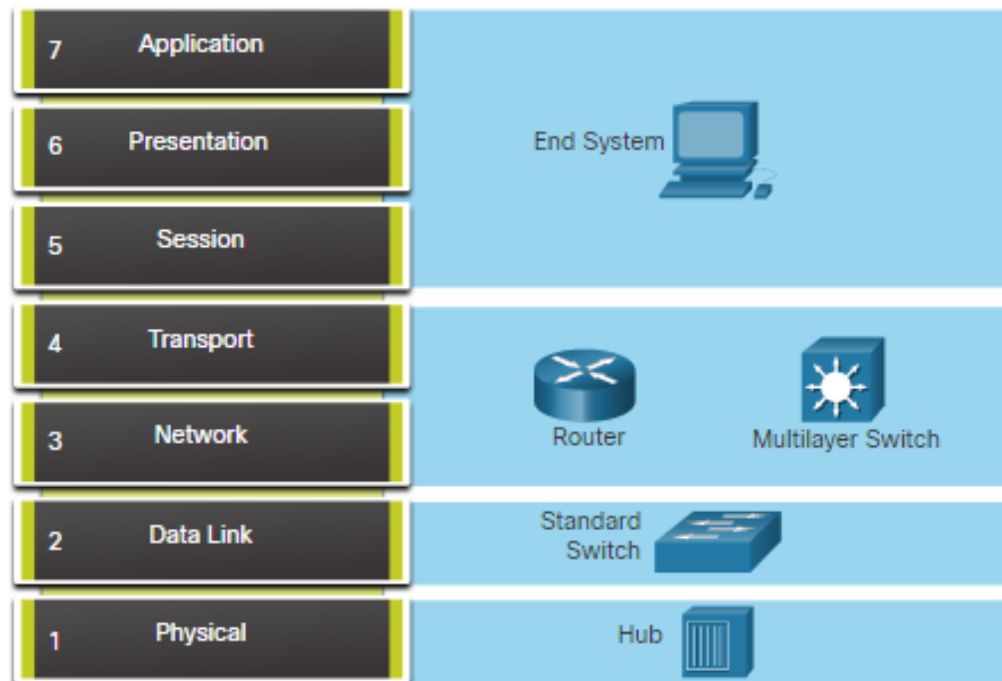 7 Application
6 Presentation
End System
5 Session
4 Transport
Router
Multilayer Switch
3 Network
2 Data Link
Standard
Switch
1 Physical
Hub